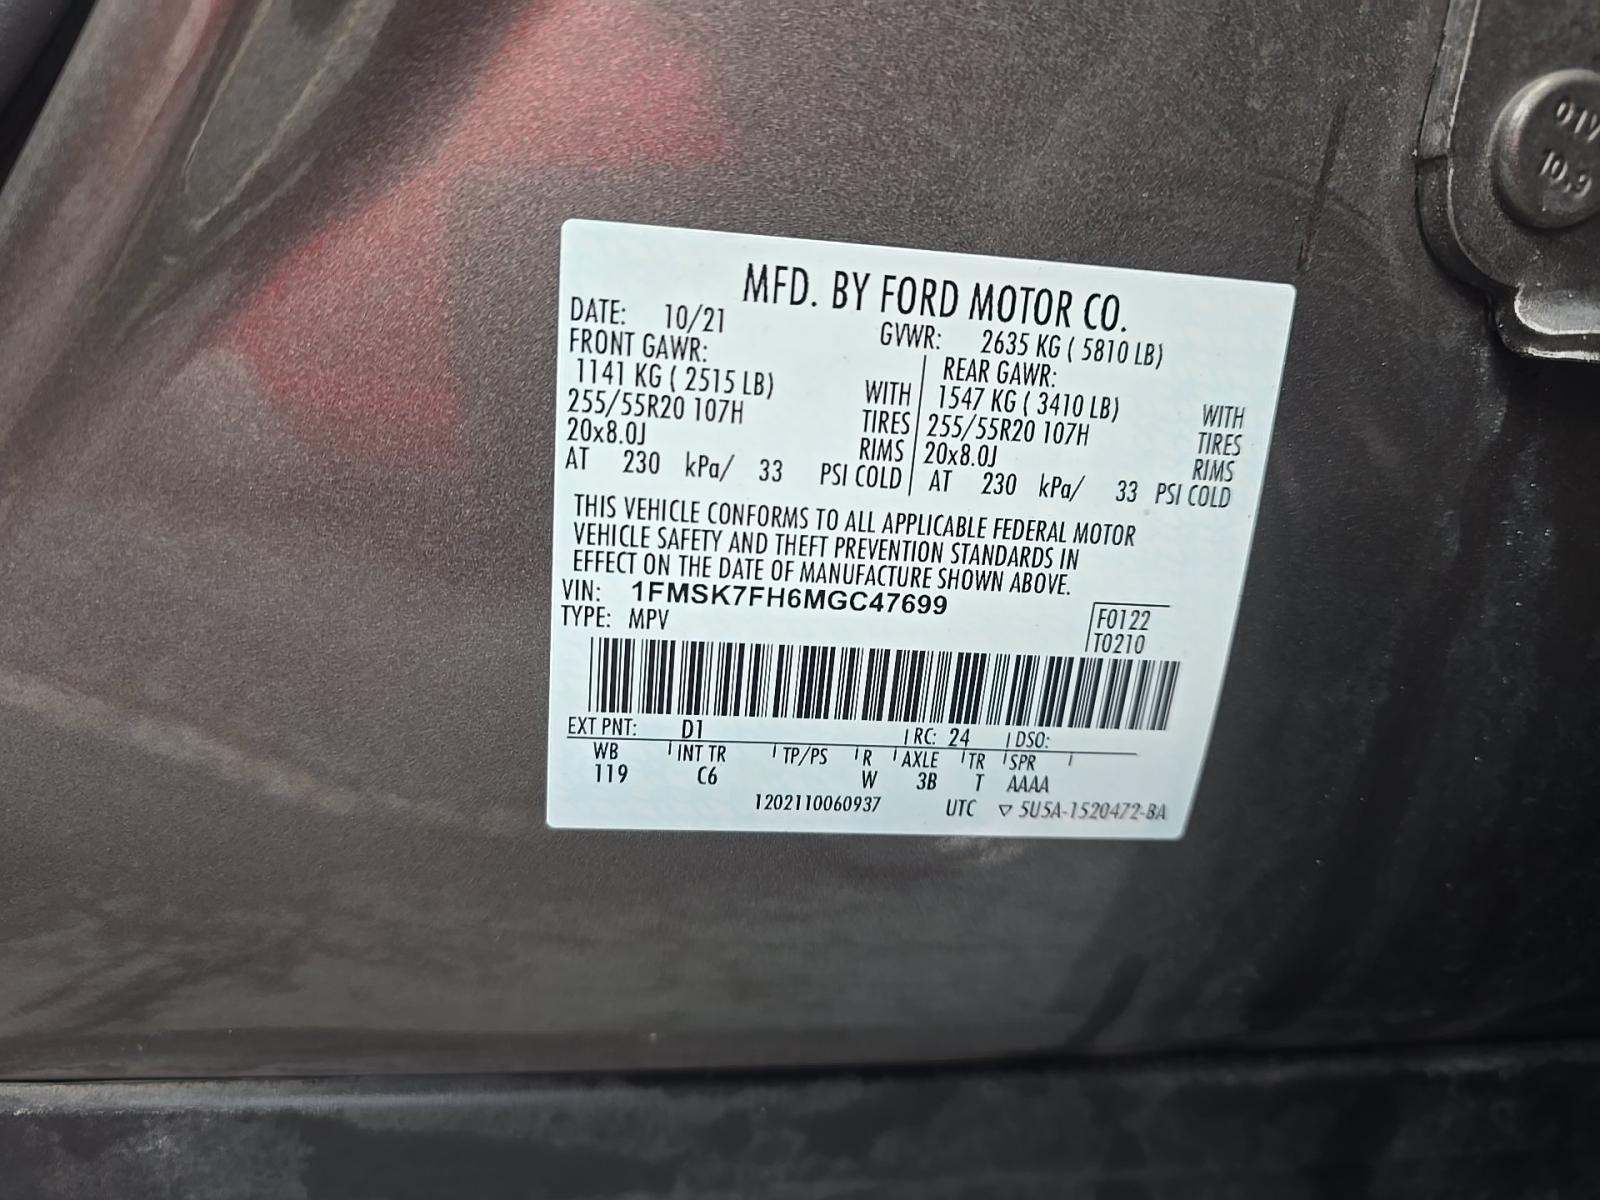 MFD. BY FORD MOTOR CO.
DATE: 10/21 GVWR: 2635 KG ( 5810 LB)
FRONT GAWR: REAR GAWR:
1141 KG ( 2515 LB) WITH 1547 KG ( 3410 LB) WITH
255/55R20 107H TIRES 255/55R20 107H TIRES
20x8.0J RIMS 20x8.0J RIMS
AT 230 kPa/ 33 PSI COLD AT 230 kPa/ 33 PSI COLD
THIS VEHICLE CONFORMS TO ALL APPLICABLE FEDERAL MOTOR
VEHICLE SAFETY AND THEFT PREVENTION STANDARDS IN
EFFECT ON THE DATE OF MANUFACTURE SHOWN ABOVE.
VIN: 1FMSK7FH6MGC47699
TYPE: MPV
F0122
T0210
EXT PNT: D1 RC: 24 DSO:
WB INT TR TP/PS R AXLE TR SPR
119 C6 W 3B T AAAA
1202110060937 UTC ▽ 5U5A-1520472-BA
10.9